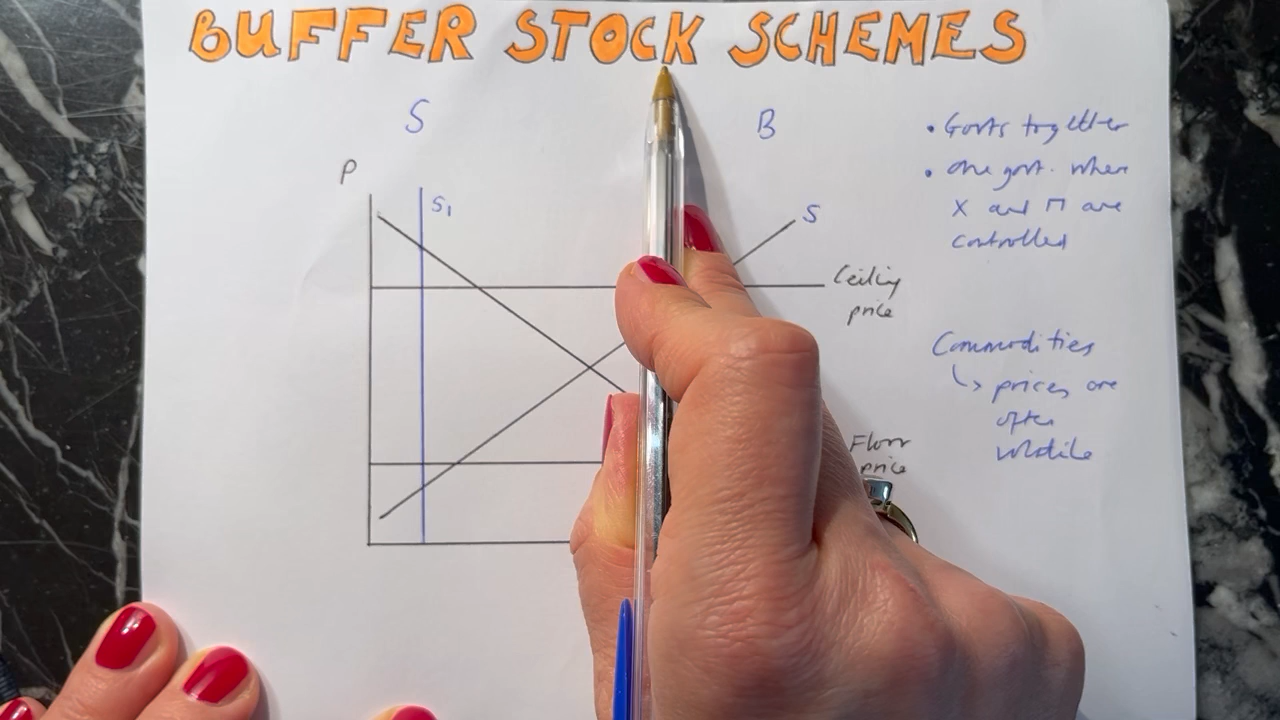 BUFFER STOCK SCHEMES
S
B
P
S₁
S
Ceiling
price
Floor
price
• Govts together
• One govt. when
X and M are
controlled
Commodities
↳ prices are
often
volatile